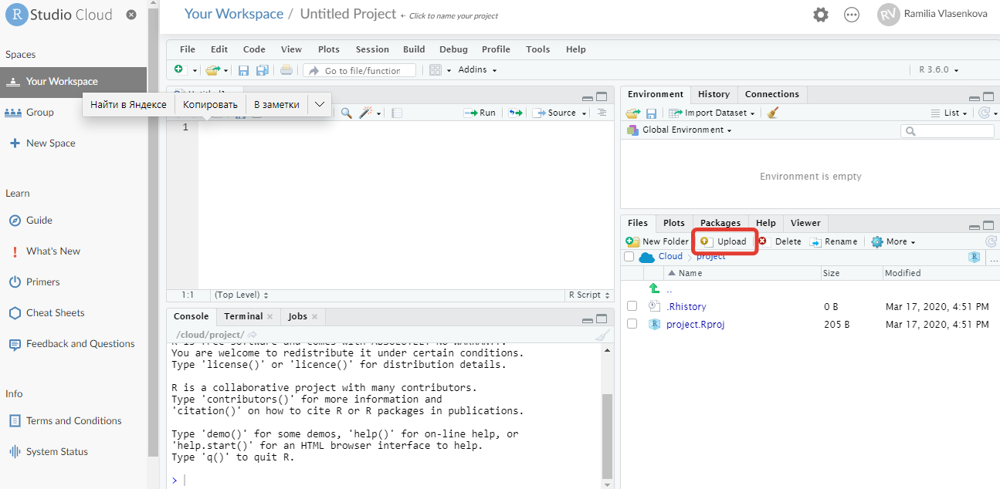 R Studio Cloud
Your Workspace / Untitled Project ← Click to name your project
RV Ramilia Vlasenkova
Spaces
Your Workspace
Group
New Space
Learn
Guide
What's New
Primers
Cheat Sheets
Feedback and Questions
Info
Terms and Conditions
System Status
File Edit Code View Plots Session Build Debug Profile Tools Help
Go to file/function Addins R 3.6.0
Найти в Яндексе Копировать В заметки
Run Source
1
1:1 (Top Level) R Script
Console Terminal Jobs
/cloud/project/
R is free software and comes with ABSOLUTELY NO WARRANTY.
You are welcome to redistribute it under certain conditions.
Type 'license()' or 'licence()' for distribution details.
R is a collaborative project with many contributors.
Type 'contributors()' for more information and
'citation()' on how to cite R or R packages in publications.
Type 'demo()' for some demos, 'help()' for on-line help, or
'help.start()' for an HTML browser interface to help.
Type 'q()' to quit R.
>
Environment History Connections
Import Dataset List
Global Environment
Environment is empty
Files Plots Packages Help Viewer
New Folder Upload Delete Rename More
Cloud project ...
Name Size Modified
..
.Rhistory 0 B Mar 17, 2020, 4:51 PM
project.Rproj 205 B Mar 17, 2020, 4:51 PM